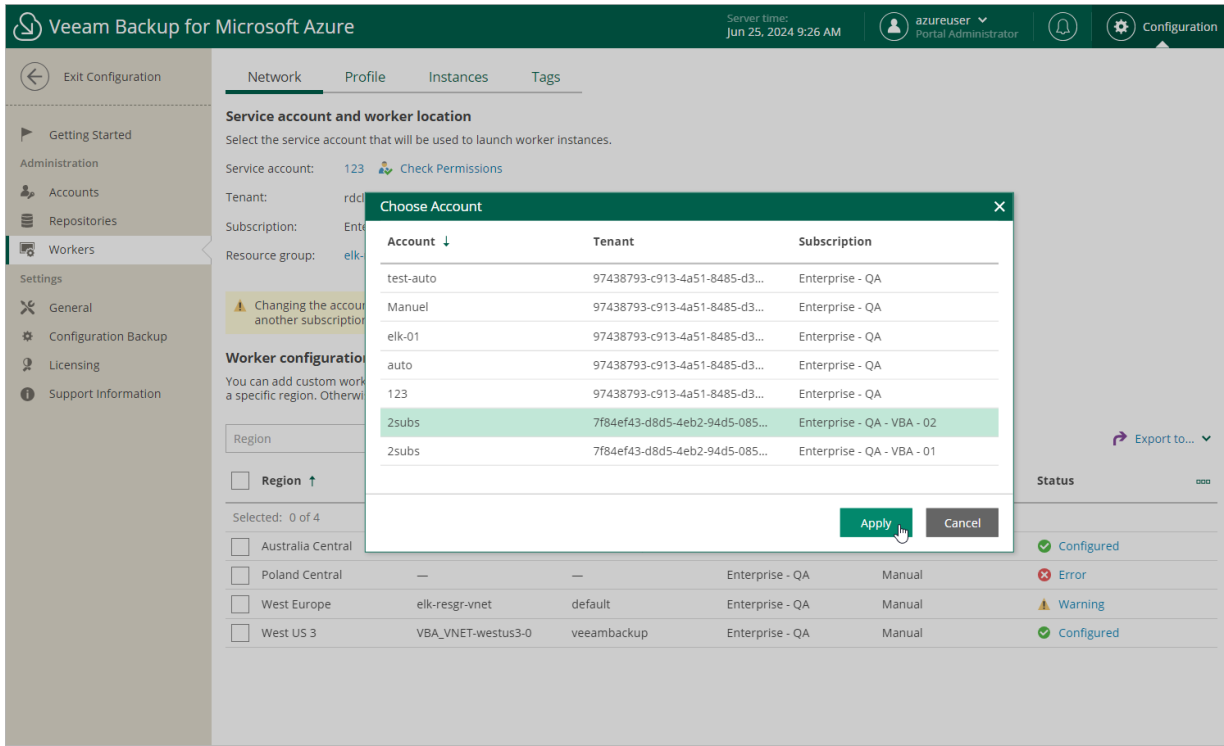 Veeam Backup for Microsoft Azure
Server time:
Jun 25, 2024 9:26 AM
azureuser
Portal Administrator
Configuration
Exit Configuration
Getting Started
Administration
Accounts
Repositories
Workers
Settings
General
Configuration Backup
Licensing
Support Information
Network Profile Instances Tags
Service account and worker location
Select the service account that will be used to launch worker instances.
Service account: 123 Check Permissions
Tenant:
Subscription:
Resource group: elk-
Changing the accou
another subscription
Worker configuration
You can add custom work
a specific region. Otherwi
Choose Account
Account ↓ Tenant Subscription
test-auto 97438793-c913-4a51-8485-d3... Enterprise - QA
Manuel 97438793-c913-4a51-8485-d3... Enterprise - QA
elk-01 97438793-c913-4a51-8485-d3... Enterprise - QA
auto 97438793-c913-4a51-8485-d3... Enterprise - QA
123 97438793-c913-4a51-8485-d3... Enterprise - QA
2subs 7f84ef43-d8d5-4eb2-94d5-085... Enterprise - QA - VBA - 02
2subs 7f84ef43-d8d5-4eb2-94d5-085... Enterprise - QA - VBA - 01
Apply Cancel
Region
Export to...
Region ↑ Status
Selected: 0 of 4
Australia Central Configured
Poland Central — — Enterprise - QA Manual Error
West Europe elk-resgr-vnet default Enterprise - QA Manual Warning
West US 3 VBA_VNET-westus3-0 veeambackup Enterprise - QA Manual Configured